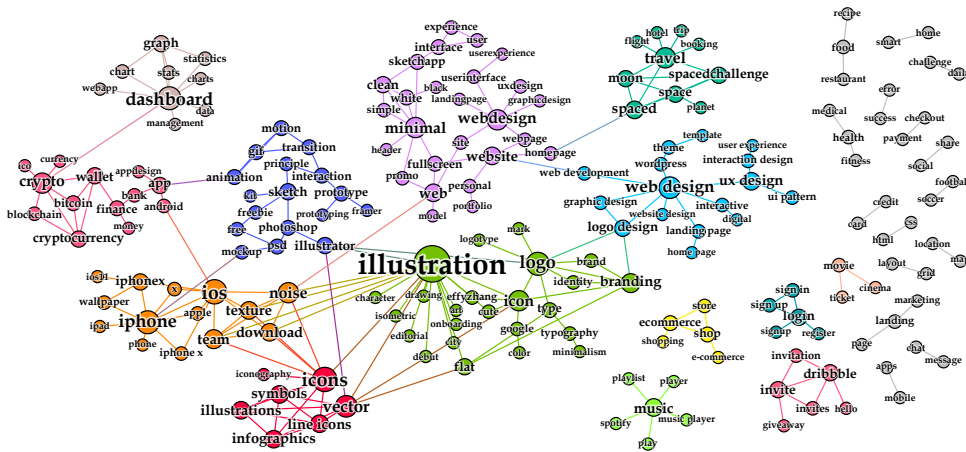 graph
statistics
chart
stats
charts
webapp
dashboard
data
management
experience
interface
user
sketchapp
userexperience
clean
black
userinterface
uxdesign
white
landingpage
graphicdesign
simple
minimal
webdesign
header
site
webpage
fullscreen
website
homepage
promo
web
personal
model
portfolio
hotel
trip
flight
booking
travel
moon
spacedchallenge
space
spaced
planet
recipe
food
restaurant
smart
home
challenge
daily
error
success
medical
health
fitness
checkout
payment
share
social
football
soccer
credit
card
html
css
location
map
layout
grid
movie
cinema
ticket
marketing
landing
page
chat
message
apps
mobile
motion
gif
transition
principle
animation
interaction
kit
sketch
prototype
freebie
prototyping
framer
free
photoshop
psd
mockup
illustrator
currency
crypto
wallet
appdesign
app
bitcoin
bank
android
blockchain
finance
money
cryptocurrency
template
theme
user experience
wordpress
interaction design
web development
web design
ux design
ui pattern
graphic design
website design
interactive
digital
logo design
landing page
home page
ios11
iphonex
x
ios
noise
wallpaper
apple
texture
iphone
ipad
team
download
phone
iphone x
illustration
mark
logotype
logo
brand
identity
branding
character
drawing
effyzhang
icon
art
cute
type
isometric
onboarding
google
editorial
city
typography
debut
flat
color
minimalism
iconography
icons
symbols
illustrations
vector
line icons
infographics
store
ecommerce
shop
shopping
e-commerce
sign in
sign up
login
signup
register
invitation
dribbble
invite
invites
hello
giveaway
playlist
player
music
music player
spotify
play